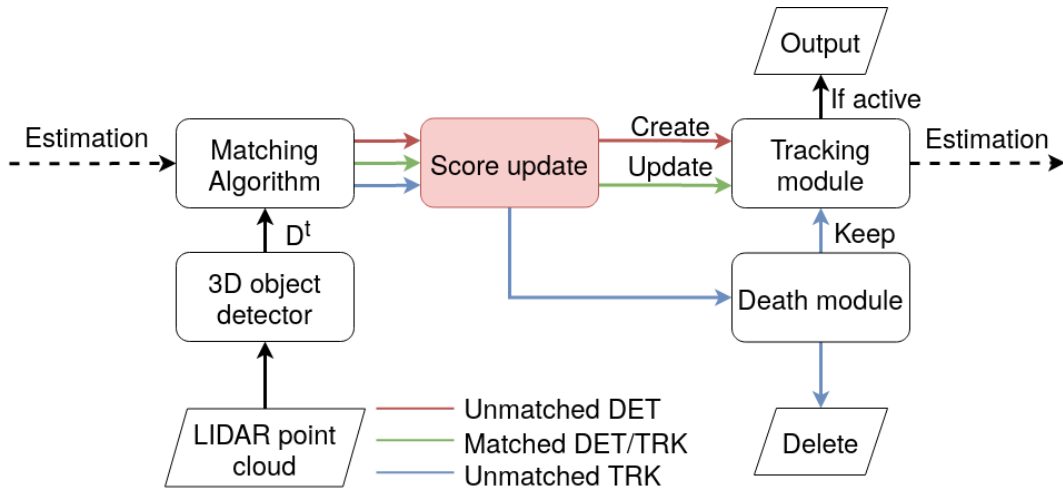 Output
If active
Estimation
Matching
Algorithm
Score update
Create
Update
Tracking
module
Estimation
D^t
Keep
3D object
detector
Death module
LIDAR point
cloud
Unmatched DET
Matched DET/TRK
Unmatched TRK
Delete